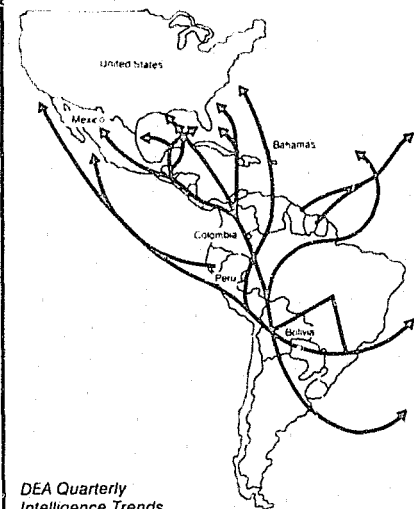 United States
Mexico
Bahamas
Colombia
Peru
Bolivia
DEA Quarterly
Intelligence Trends